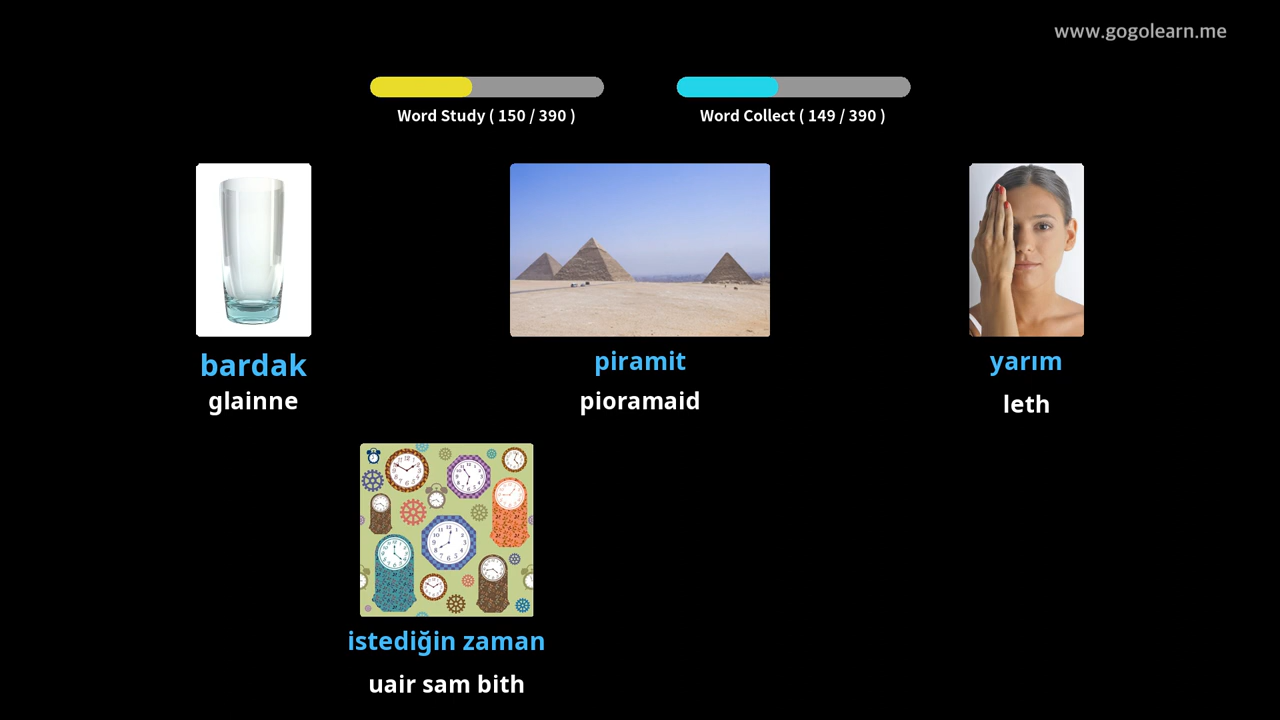 www.gogolearn.me
Word Study ( 150 / 390 )
Word Collect ( 149 / 390 )
bardak
glainne
piramit
pioramaid
yarım
leth
istediğin zaman
uair sam bith